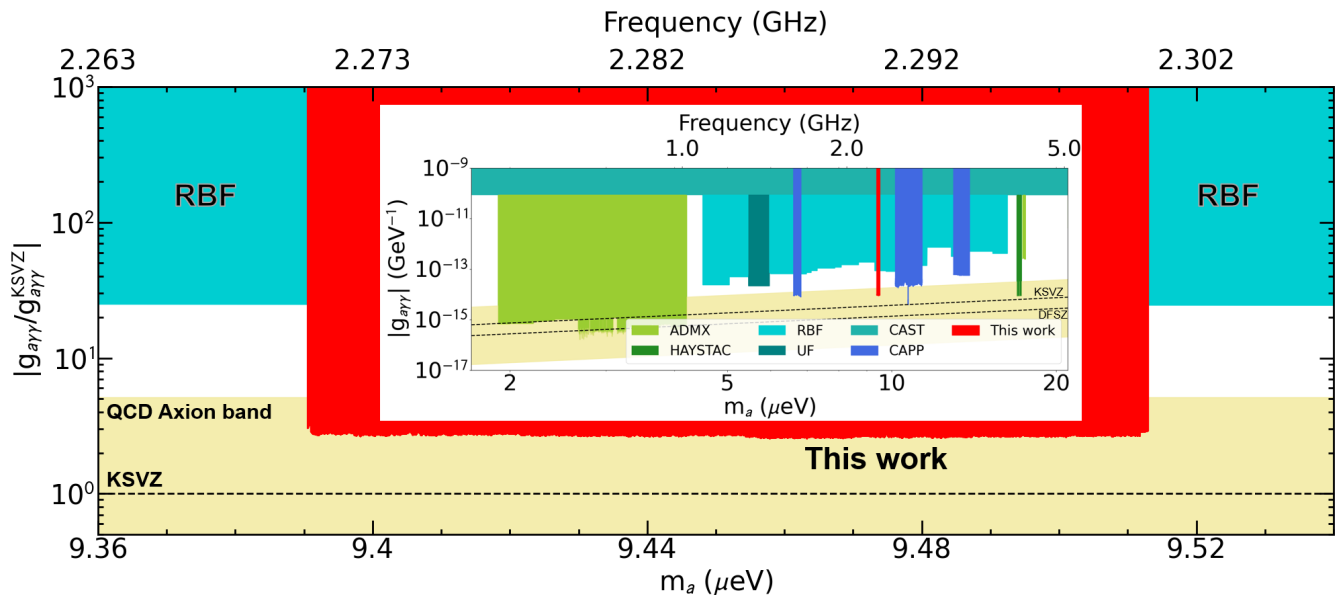 Frequency (GHz)
2.263 2.273 2.282 2.292 2.302
10³
10²
10¹
10⁰
|g_{aγγ}/g_{aγγ}^{KSVZ}|
RBF
RBF
QCD Axion band
KSVZ
This work
Frequency (GHz)
1.0 2.0 5.0
10⁻⁹
10⁻¹¹
10⁻¹³
10⁻¹⁵
10⁻¹⁷
|g_{aγγ}| (GeV⁻¹)
KSVZ
DFSZ
ADMX RBF CAST This work
HAYSTAC UF CAPP
2 5 10 20
mₐ (μeV)
9.36 9.4 9.44 9.48 9.52
mₐ (μeV)